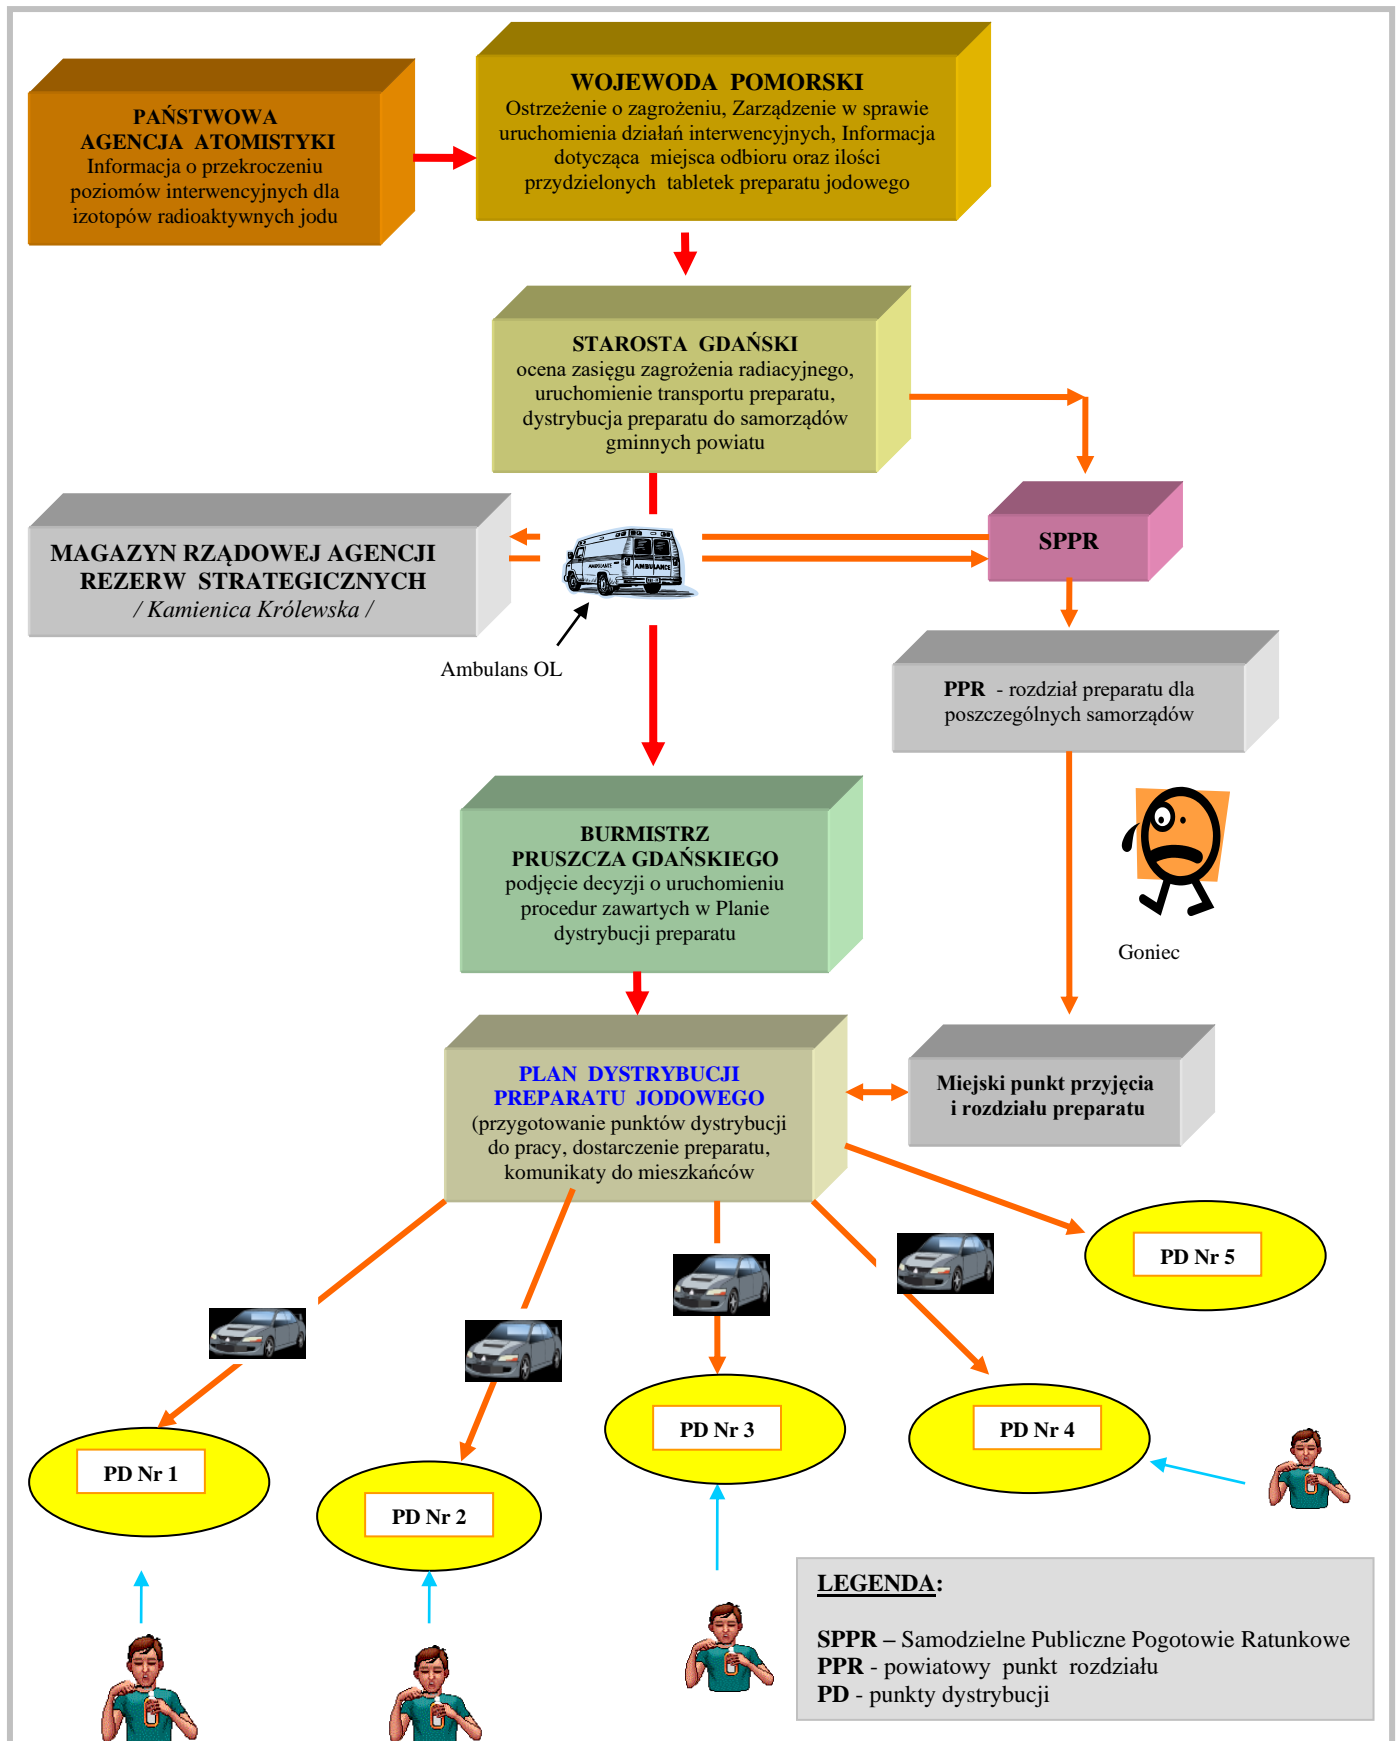 PAŃSTWOWA
AGENCJA ATOMISTYKI
Informacja o przekroczeniu
poziomów interwencyjnych dla
izotopów radioaktywnych jodu
WOJEWODA POMORSKI
Ostrzeżenie o zagrożeniu, Zarządzenie w sprawie
uruchomienia działań interwencyjnych, Informacja
dotycząca miejsca odbioru oraz ilości
przydzielonych tabletek preparatu jodowego
STAROSTA GDAŃSKI
ocena zasięgu zagrożenia radiacyjnego,
uruchomienie transportu preparatu,
dystrybucja preparatu do samorządów
gminnych powiatu
MAGAZYN RZĄDOWEJ AGENCJI
REZERW STRATEGICZNYCH
/ Kamienica Królewska /
AMBULANCE
AMBULANCE
SPPR
Ambulans OL
PPR - rozdział preparatu dla
poszczególnych samorządów
BURMISTRZ
PRUSZCZA GDAŃSKIEGO
podjęcie decyzji o uruchomieniu
procedur zawartych w Planie
dystrybucji preparatu
Goniec
PLAN DYSTRYBUCJI
PREPARATU JODOWEGO
(przygotowanie punktów dystrybucji
do pracy, dostarczenie preparatu,
komunikaty do mieszkańców
Miejski punkt przyjęcia
i rozdziału preparatu
PD Nr 5
PD Nr 3
PD Nr 4
PD Nr 1
PD Nr 2
LEGENDA:
SPPR – Samodzielne Publiczne Pogotowie Ratunkowe
PPR - powiatowy punkt rozdziału
PD - punkty dystrybucji